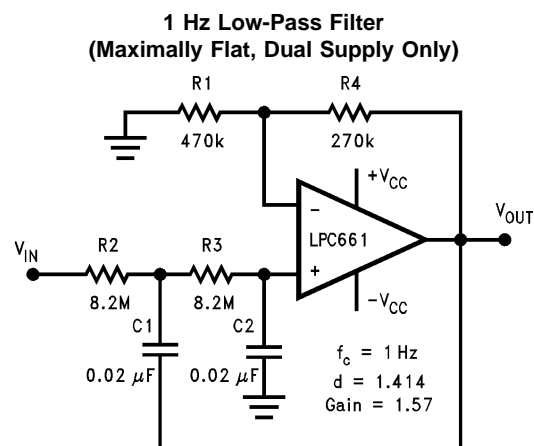 1 Hz Low-Pass Filter
(Maximally Flat, Dual Supply Only)
R1
R4
470k
270k
+VCC
VOUT
-
LPC661
VIN
R2
R3
+
8.2M
8.2M
-VCC
C1
C2
0.02 μF
0.02 μF
fc = 1 Hz
d = 1.414
Gain = 1.57